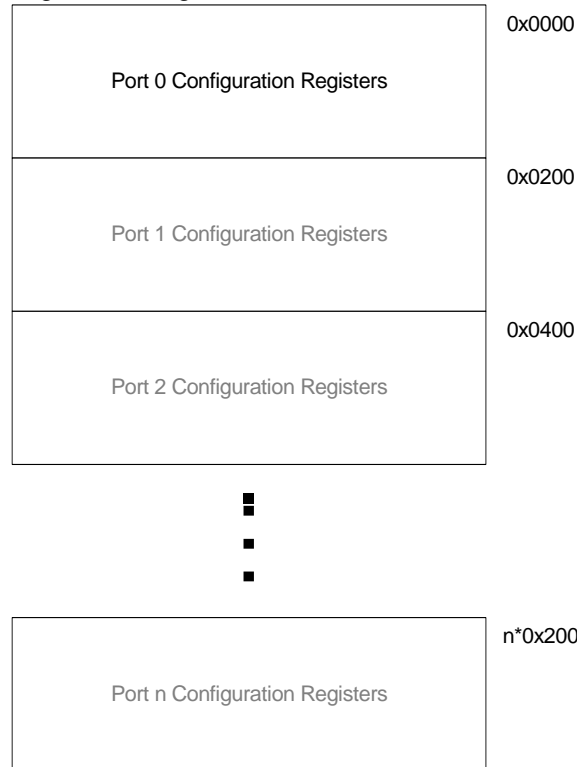 0x0000
Port 0 Configuration Registers
0x0200
Port 1 Configuration Registers
0x0400
Port 2 Configuration Registers
n*0x200
Port n Configuration Registers